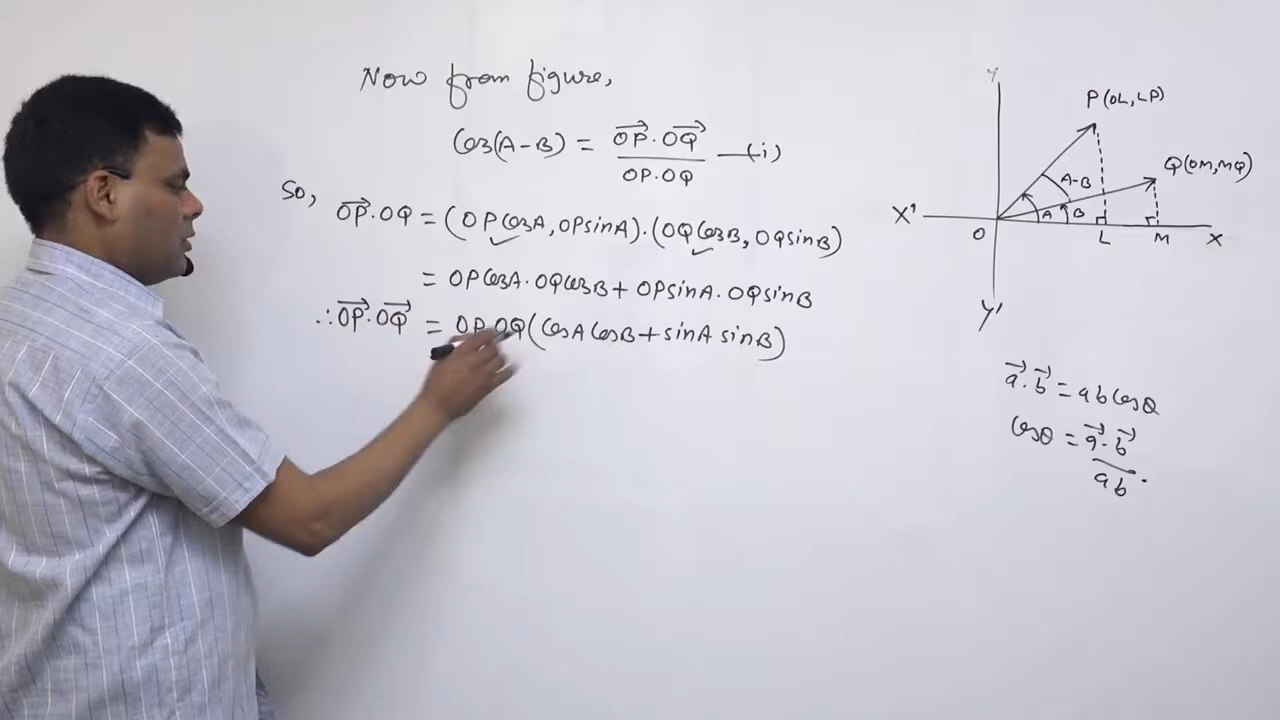 Now from figure,
Cos(A-B) = OP⃗.OQ⃗ / OP.OQ —(i)
So,
OP⃗.OQ = (OPCosA, OPsinA).(OQCosB, OQsinB)
= OPCosA.OQCosB + OPsinA.OQsinB
∴ OP⃗.OQ⃗ = OP.OQ(CosA CosB + sinA sinB)
Y
P(OL, LP)
Q(OM, MQ)
A-B
A
B
X'
O
L
M
X
Y'
a⃗.b⃗ = ab Cosθ
Cosθ = a⃗.b⃗ / ab.